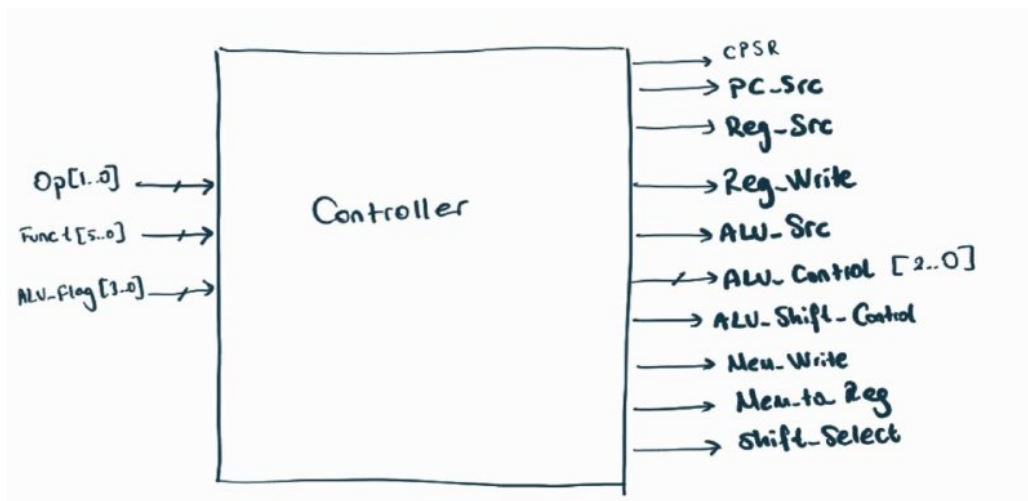 CPSR
PC_Src
Reg_Src
Op[1..0]
Reg_Write
Controller
Funct[5..0]
ALU_Src
ALU_Control [2..0]
ALU_Flag[3..0]
ALU_Shift_Control
Mem_Write
Mem_to Reg
Shift_Select